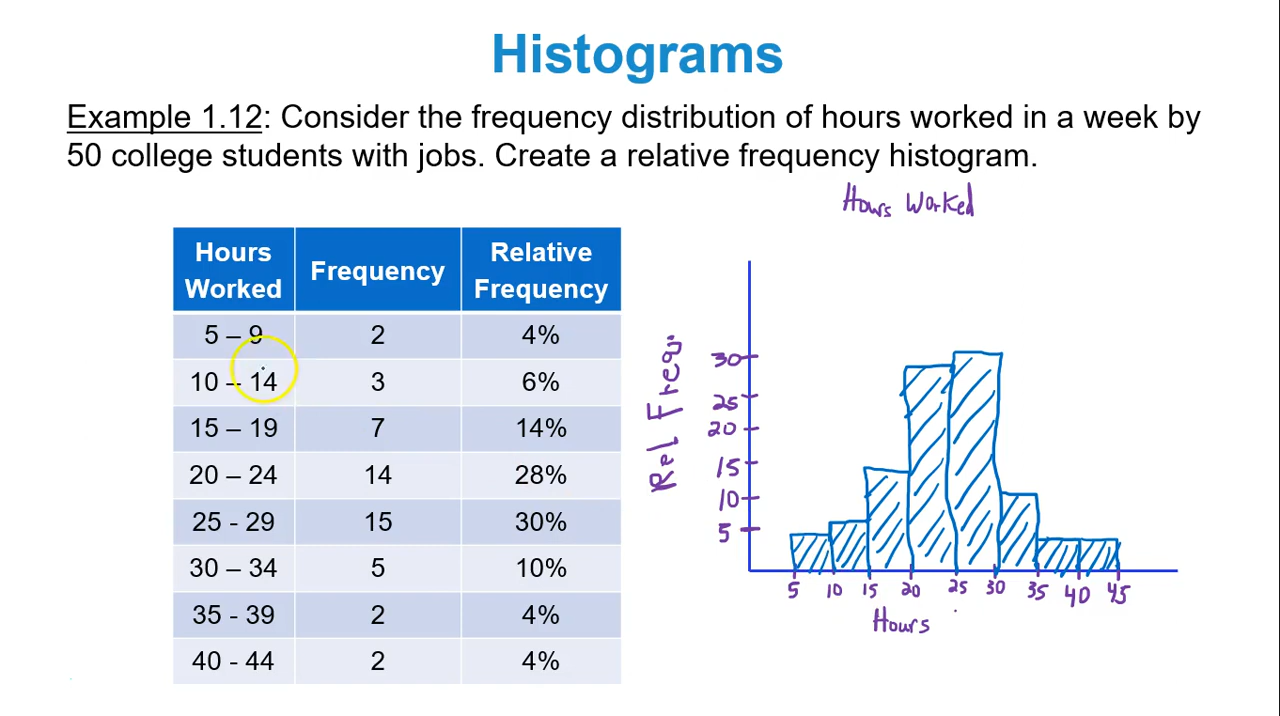 Histograms
Example 1.12: Consider the frequency distribution of hours worked in a week by
50 college students with jobs. Create a relative frequency histogram.
Hours Worked
Hours
Worked
Frequency
Relative
Frequency
5 – 9 2 4%
10 – 14 3 6%
15 – 19 7 14%
20 – 24 14 28%
25 - 29 15 30%
30 – 34 5 10%
35 - 39 2 4%
40 - 44 2 4%
Rel Freq.
30
25
20
15
10
5
5 10 15 20 25 30 35 40 45
Hours